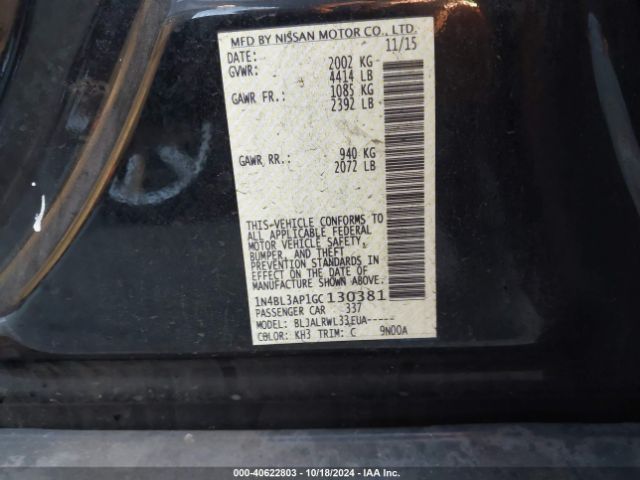 MFD BY NISSAN MOTOR CO., LTD.
DATE: 11/15
GVWR: 2002 KG
4414 LB
GAWR FR.: 1085 KG
2392 LB
GAWR RR.: 940 KG
2072 LB
THIS-VEHICLE CONFORMS TO
ALL APPLICABLE FEDERAL
MOTOR VEHICLE SAFETY,
BUMPER, AND THEFT
PREVENTION STANDARDS IN
EFFECT ON THE DATE OF
MANUFACTURE SHOWN ABOVE.
1N4BL3AP1GC130381
PASSENGER CAR 337
MODEL: BLJALRWL33EUA-----
COLOR: KH3 TRIM: C 9N00A
000-40622803 - 10/18/2024 - IAA Inc.